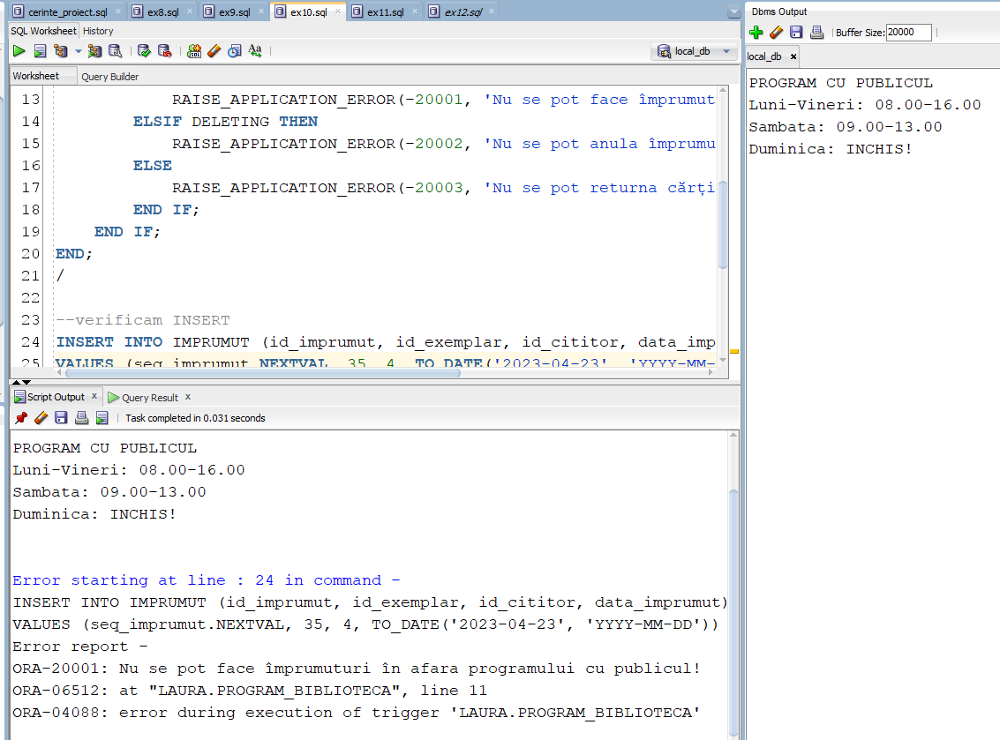 cerinte_proiect.sql ex8.sql ex9.sql ex10.sql ex11.sql ex12.sql
SQL Worksheet History
local_db
Worksheet Query Builder
13 RAISE_APPLICATION_ERROR(-20001, 'Nu se pot face împrumut
14 ELSIF DELETING THEN
15 RAISE_APPLICATION_ERROR(-20002, 'Nu se pot anula împrumu
16 ELSE
17 RAISE_APPLICATION_ERROR(-20003, 'Nu se pot returna cărți
18 END IF;
19 END IF;
20 END;
21 /
22
23 --verificam INSERT
24 INSERT INTO IMPRUMUT (id_imprumut, id_exemplar, id_cititor, data_imp
25 VALUES (seq_imprumut.NEXTVAL, 35, 4, TO_DATE('2023-04-23', 'YYYY-MM-
Script Output Query Result
Task completed in 0.031 seconds
PROGRAM CU PUBLICUL
Luni-Vineri: 08.00-16.00
Sambata: 09.00-13.00
Duminica: INCHIS!
Error starting at line : 24 in command -
INSERT INTO IMPRUMUT (id_imprumut, id_exemplar, id_cititor, data_imprumut)
VALUES (seq_imprumut.NEXTVAL, 35, 4, TO_DATE('2023-04-23', 'YYYY-MM-DD'))
Error report -
ORA-20001: Nu se pot face împrumuturi în afara programului cu publicul!
ORA-06512: at "LAURA.PROGRAM_BIBLIOTECA", line 11
ORA-04088: error during execution of trigger 'LAURA.PROGRAM_BIBLIOTECA'
Dbms Output
Buffer Size: 20000
local_db
PROGRAM CU PUBLICUL
Luni-Vineri: 08.00-16.00
Sambata: 09.00-13.00
Duminica: INCHIS!